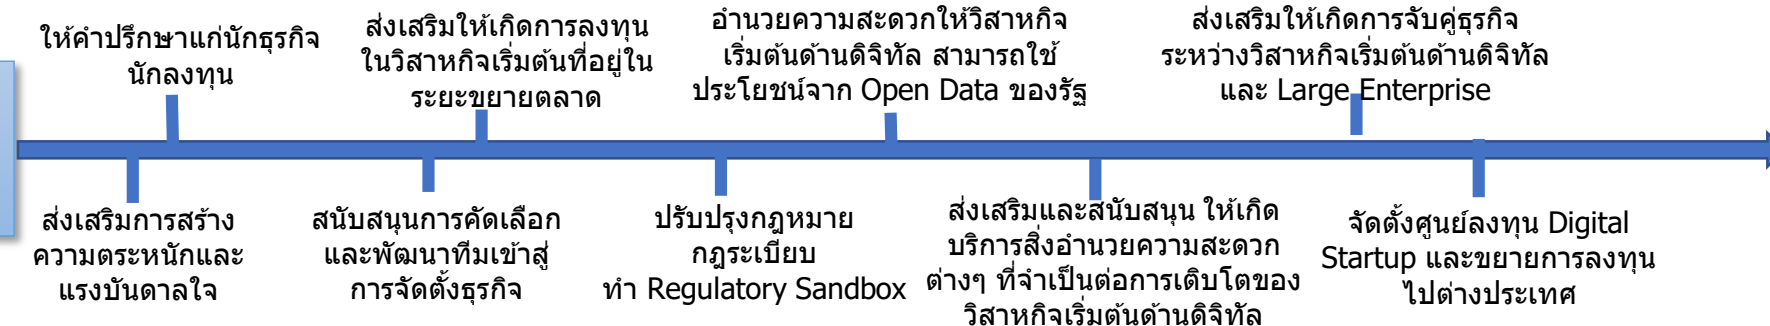 ให้คำปรึกษาแก่นักธุรกิจ
นักลงทุน
ส่งเสริมให้เกิดการลงทุน
ในวิสาหกิจเริ่มต้นที่อยู่ใน
ระยะขยายตลาด
อำนวยความสะดวกให้วิสาหกิจ
เริ่มต้นด้านดิจิทัล สามารถใช้
ประโยชน์จาก Open Data ของรัฐ
ส่งเสริมให้เกิดการจับคู่ธุรกิจ
ระหว่างวิสาหกิจเริ่มต้นด้านดิจิทัล
และ Large Enterprise
ส่งเสริมการสร้าง
ความตระหนักและ
แรงบันดาลใจ
สนับสนุนการคัดเลือก
และพัฒนาทีมเข้าสู่
การจัดตั้งธุรกิจ
ปรับปรุงกฎหมาย
กฎระเบียบ
ทำ Regulatory Sandbox
ส่งเสริมและสนับสนุน ให้เกิด
บริการสิ่งอำนวยความสะดวก
ต่างๆ ที่จำเป็นต่อการเติบโตของ
วิสาหกิจเริ่มต้นด้านดิจิทัล
จัดตั้งศูนย์ลงทุน Digital
Startup และขยายการลงทุน
ไปต่างประเทศ